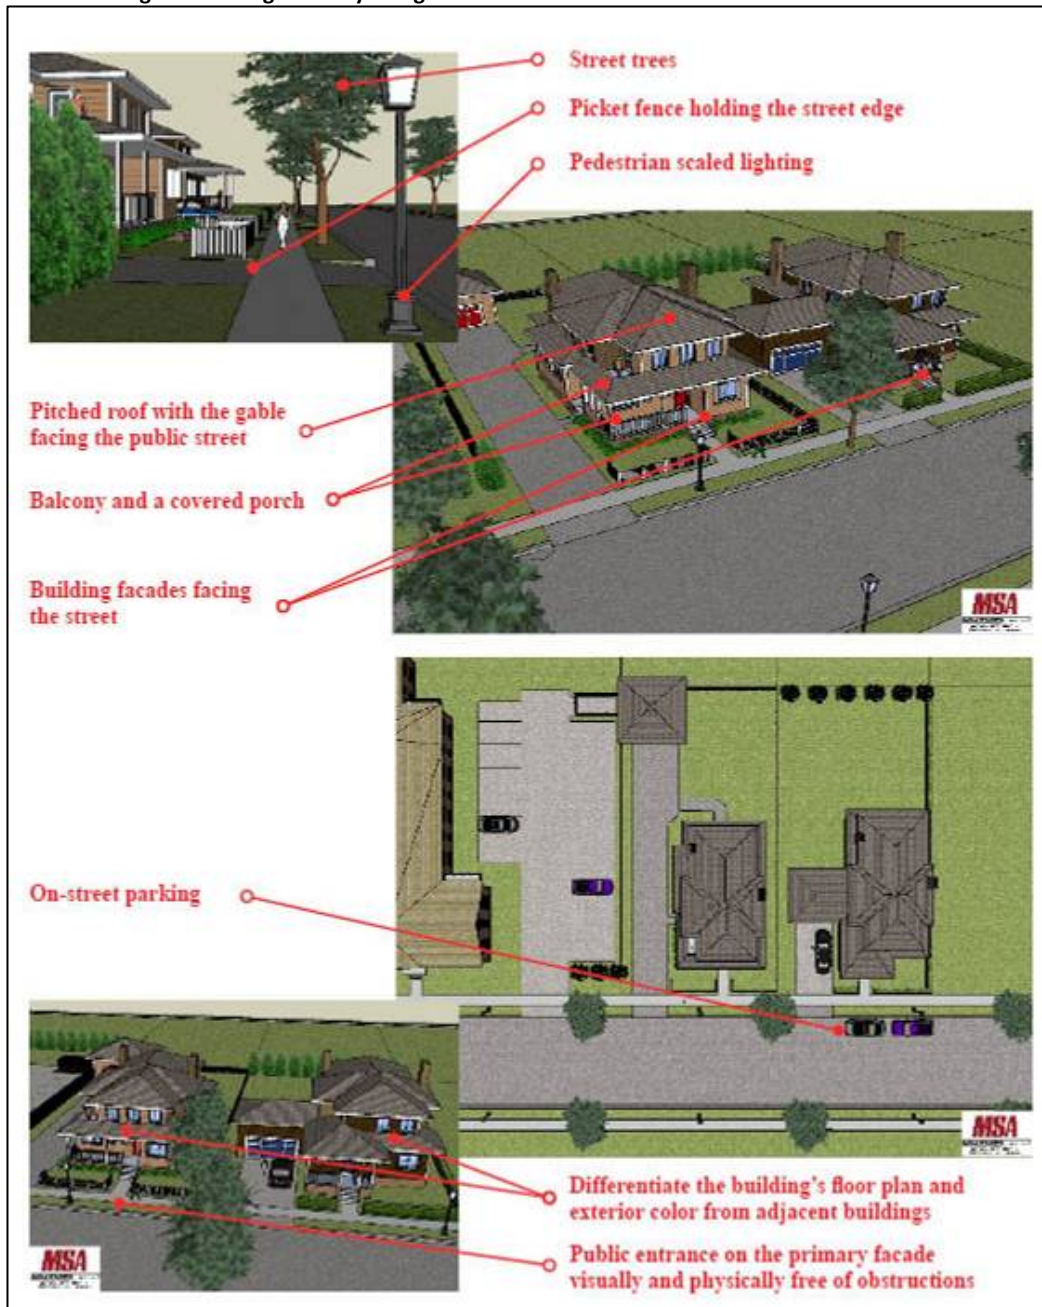 Street trees
Picket fence holding the street edge
Pedestrian scaled lighting
Pitched roof with the gable
facing the public street
Balcony and a covered porch
Building facades facing
the street
MSA
On-street parking
MSA
Differentiate the building's floor plan and
exterior color from adjacent buildings
Public entrance on the primary facade
visually and physically free of obstructions
MSA